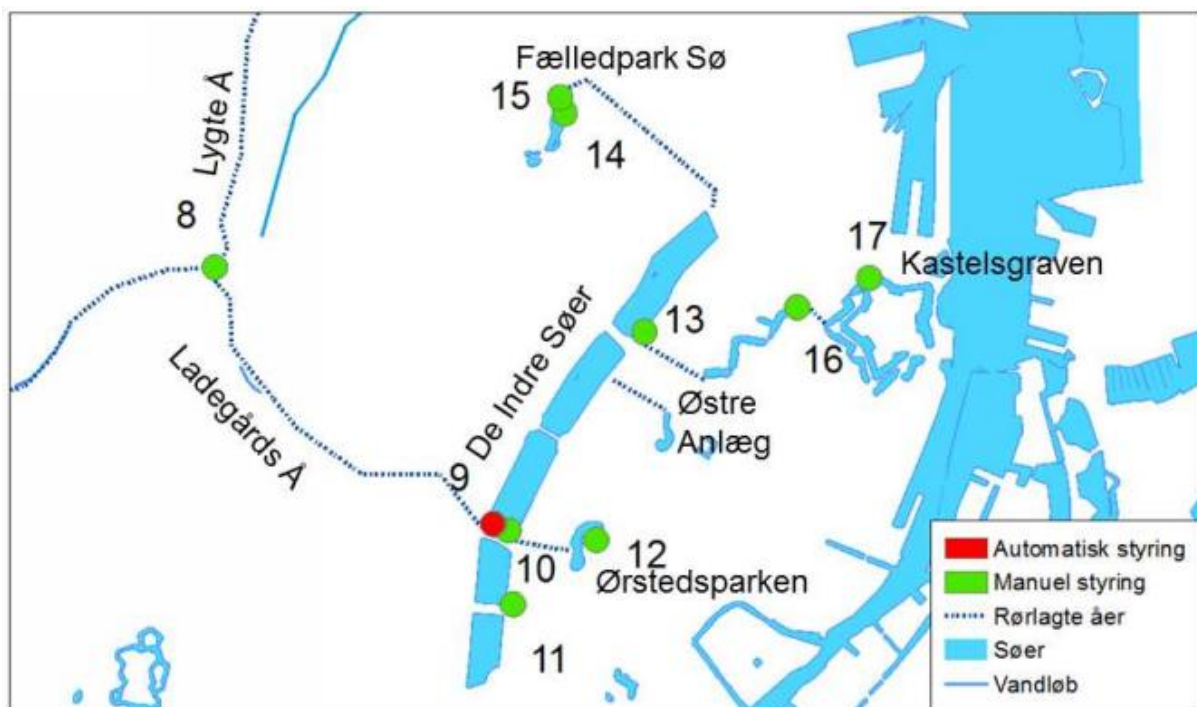 Fælledpark Sø
15
14
Lygte Å
8
17
Kastelsgraven
13
16
De Indre Søer
Ladegårds Å
Østre
Anlæg
9
10
12
Ørstedsparken
11
Automatisk styring
Manuel styring
Rørlagte åer
Søer
Vandløb